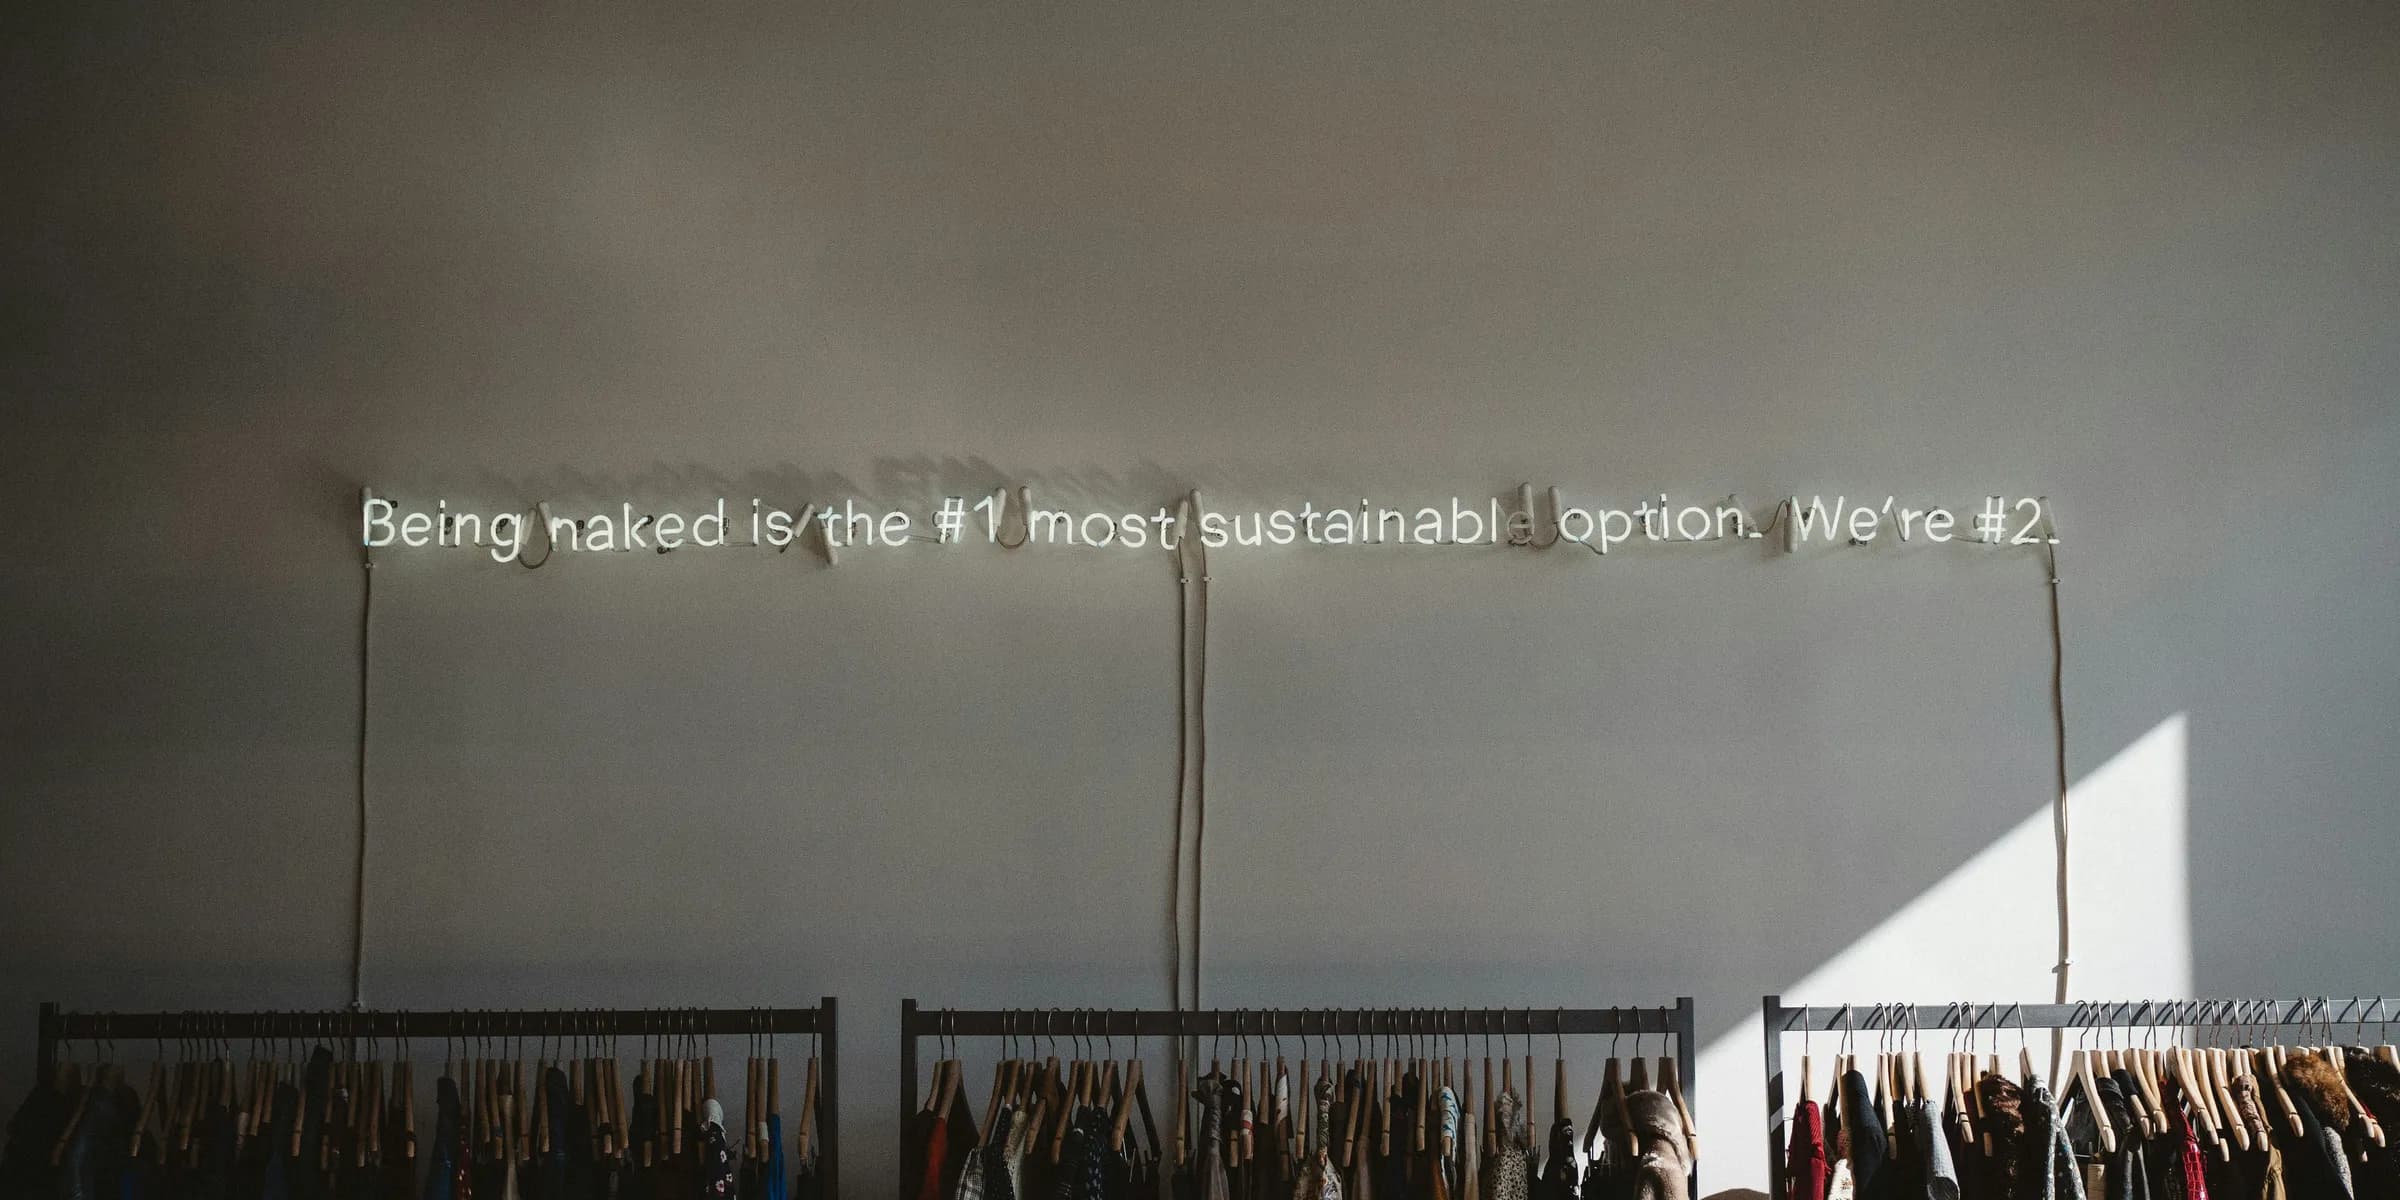 Being naked is the #1 most sustainable option. We're #2.